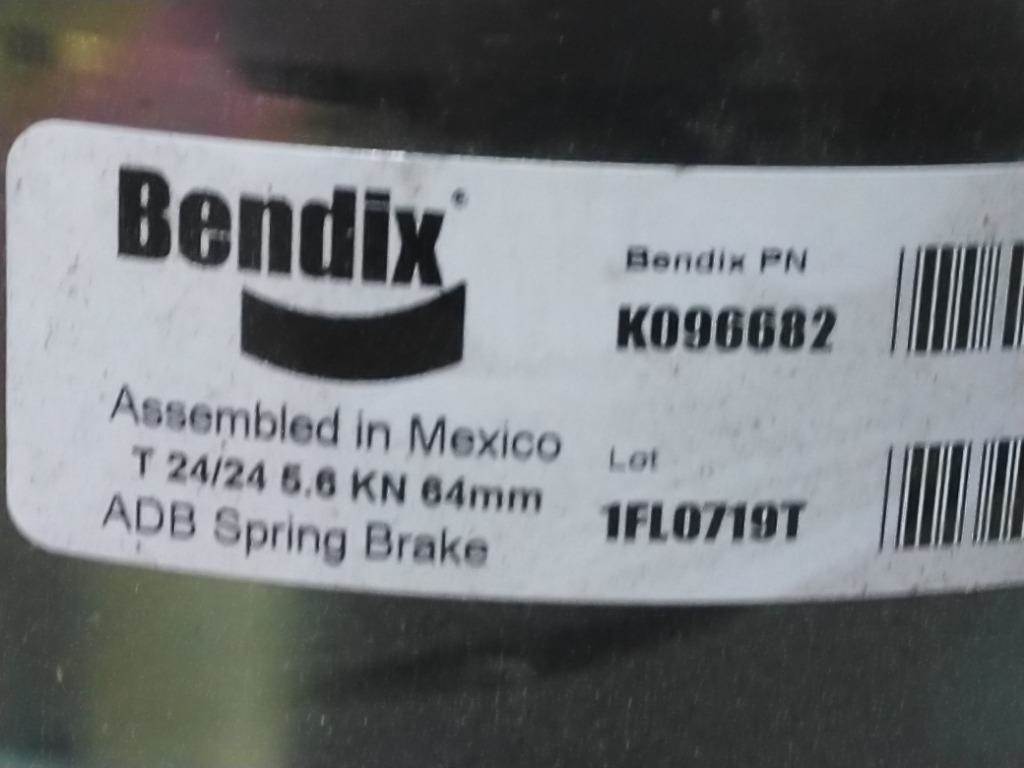 Bendix®
Assembled in Mexico
T 24/24 5.6 KN 64mm
ADB Spring Brake
Bendix PN
K096682
Lot
1FL0719T